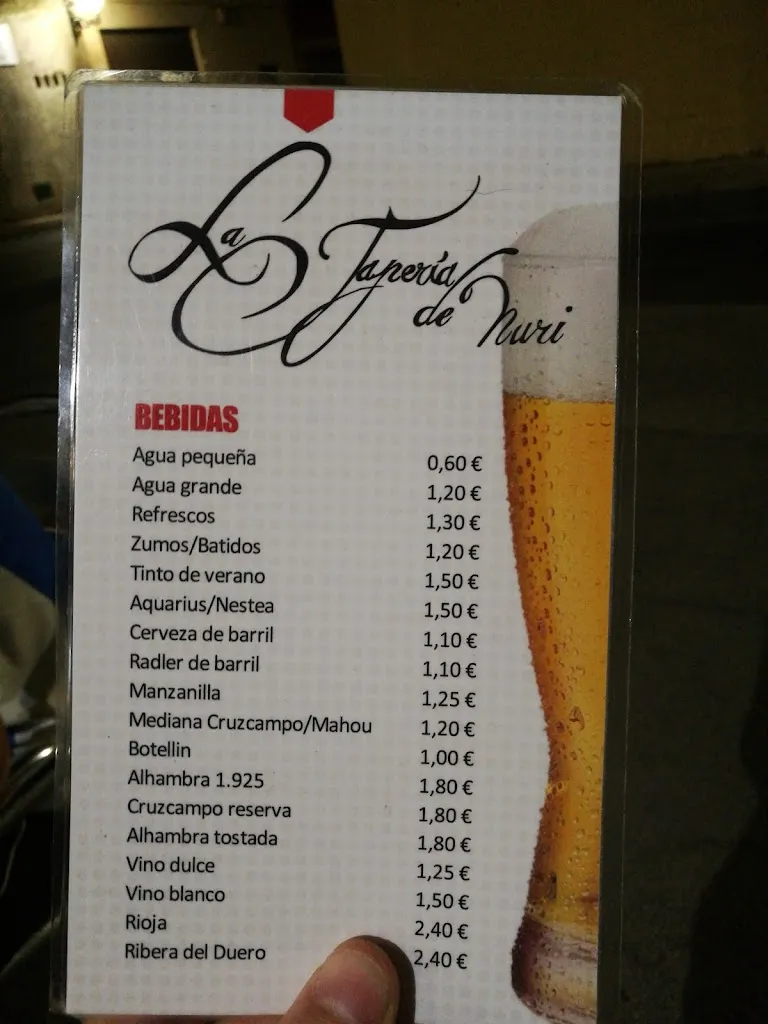 La Tapería
de Nuri
BEBIDAS
Agua pequeña 0,60 €
Agua grande 1,20 €
Refrescos 1,30 €
Zumos/Batidos 1,20 €
Tinto de verano 1,50 €
Aquarius/Nestea 1,50 €
Cerveza de barril 1,10 €
Radler de barril 1,10 €
Manzanilla 1,25 €
Mediana Cruzcampo/Mahou 1,20 €
Botellin 1,00 €
Alhambra 1.925 1,80 €
Cruzcampo reserva 1,80 €
Alhambra tostada 1,80 €
Vino dulce 1,25 €
Vino blanco 1,50 €
Rioja 2,40 €
Ribera del Duero 2,40 €